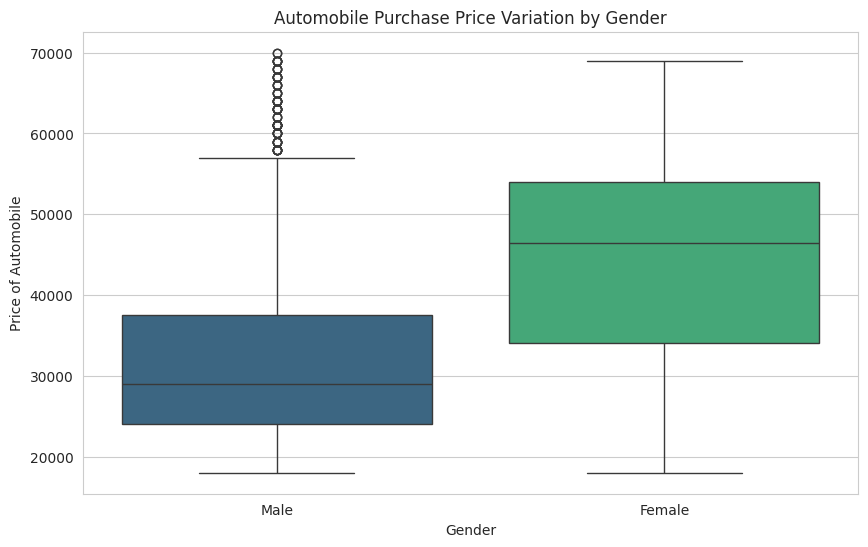 Automobile Purchase Price Variation by Gender
Price of Automobile
70000
60000
50000
40000
30000
20000
Male
Female
Gender